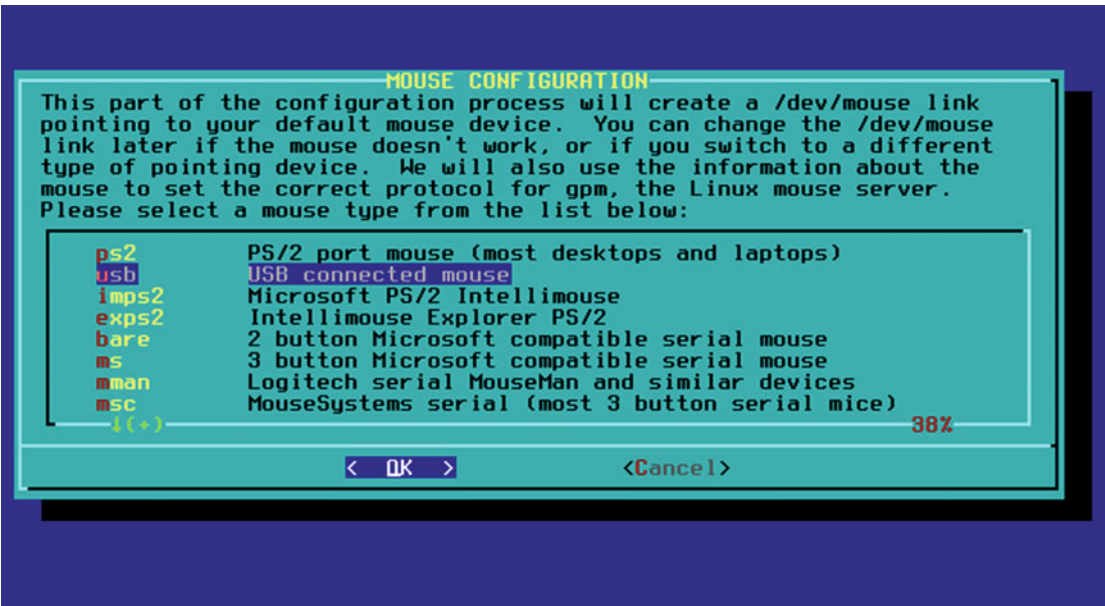 MOUSE CONFIGURATION
This part of the configuration process will create a /dev/mouse link
pointing to your default mouse device.  You can change the /dev/mouse
link later if the mouse doesn't work, or if you switch to a different
type of pointing device.  We will also use the information about the
mouse to set the correct protocol for gpm, the Linux mouse server.
Please select a mouse type from the list below:
ps2 PS/2 port mouse (most desktops and laptops)
usb USB connected mouse
imps2 Microsoft PS/2 Intellimouse
exps2 Intellimouse Explorer PS/2
bare 2 button Microsoft compatible serial mouse
ms 3 button Microsoft compatible serial mouse
mman Logitech serial MouseMan and similar devices
msc MouseSystems serial (most 3 button serial mice)
↓(+) 38%
< OK > <Cancel>